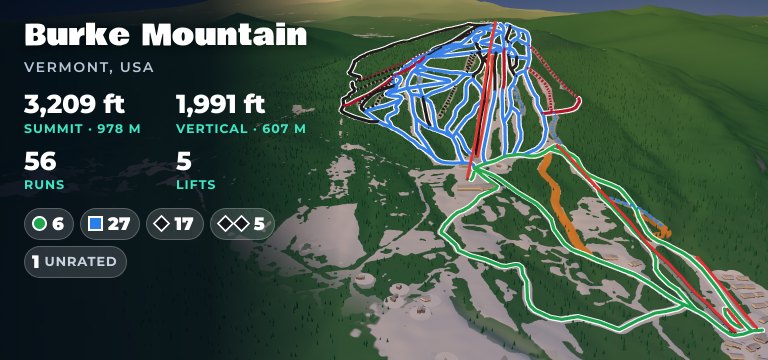 Burke Mountain
VERMONT, USA
3,209 ft 1,991 ft
SUMMIT · 978 M VERTICAL · 607 M
56 5
RUNS LIFTS
6 27 17 5
1 UNRATED